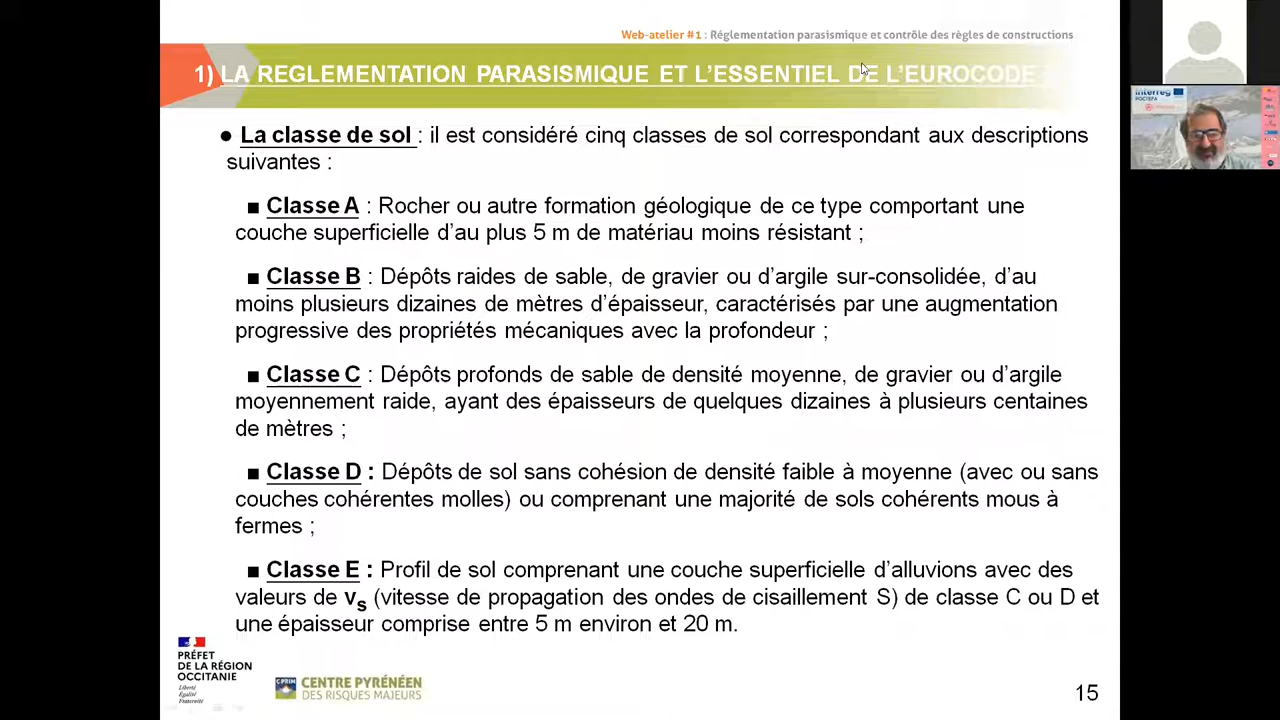 Web-atelier #1 : Réglementation parasismique et contrôle des règles de constructions
1) LA REGLEMENTATION PARASISMIQUE ET L’ESSENTIEL DE L’EUROCODE
● La classe de sol : il est considéré cinq classes de sol correspondant aux descriptions
suivantes :
■ Classe A : Rocher ou autre formation géologique de ce type comportant une
couche superficielle d’au plus 5 m de matériau moins résistant ;
■ Classe B : Dépôts raides de sable, de gravier ou d’argile sur-consolidée, d’au
moins plusieurs dizaines de mètres d’épaisseur, caractérisés par une augmentation
progressive des propriétés mécaniques avec la profondeur ;
■ Classe C : Dépôts profonds de sable de densité moyenne, de gravier ou d’argile
moyennement raide, ayant des épaisseurs de quelques dizaines à plusieurs centaines
de mètres ;
■ Classe D : Dépôts de sol sans cohésion de densité faible à moyenne (avec ou sans
couches cohérentes molles) ou comprenant une majorité de sols cohérents mous à
fermes ;
■ Classe E : Profil de sol comprenant une couche superficielle d’alluvions avec des
valeurs de vs (vitesse de propagation des ondes de cisaillement S) de classe C ou D et
une épaisseur comprise entre 5 m environ et 20 m.
PRÉFET
DE LA RÉGION
OCCITANIE
Liberté
Égalité
Fraternité
CPRIM
CENTRE PYRÉNÉEN
DES RISQUES MAJEURS
15
Interreg
POCTEFA